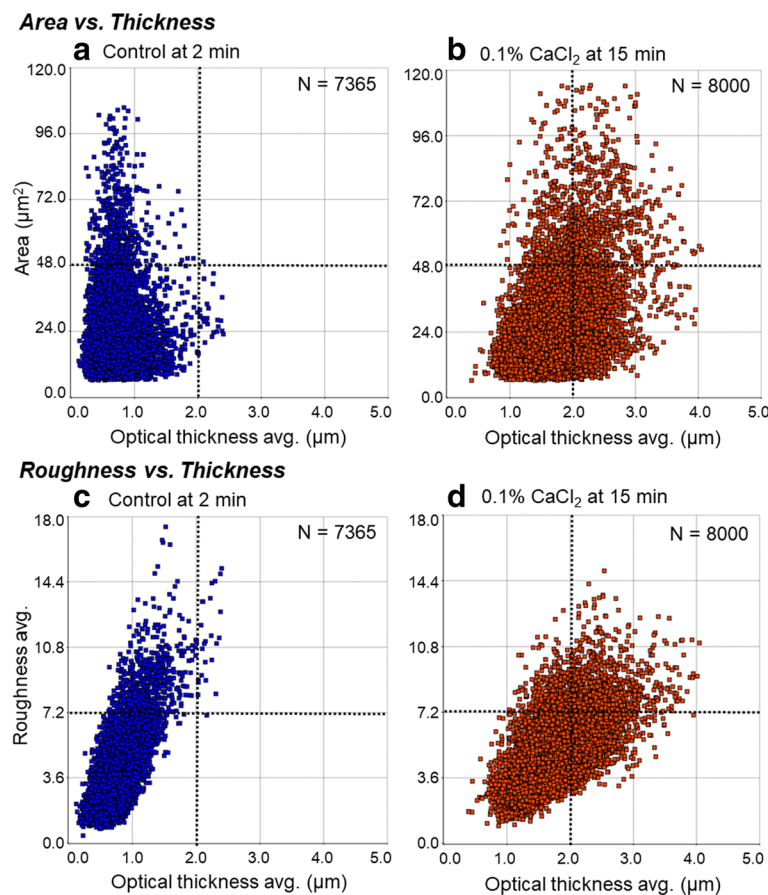 Area vs. Thickness
a Control at 2 min
b 0.1% CaCl₂ at 15 min
N = 7365
N = 8000
120.0
96.0
72.0
48.0
24.0
0.0
Area (µm²)
0.0 1.0 2.0 3.0 4.0 5.0
Optical thickness avg. (µm)
120.0
96.0
72.0
48.0
24.0
0.0
0.0 1.0 2.0 3.0 4.0 5.0
Optical thickness avg. (µm)
Roughness vs. Thickness
c Control at 2 min
d 0.1% CaCl₂ at 15 min
N = 7365
N = 8000
18.0
14.4
10.8
7.2
3.6
0.0
Roughness avg.
0.0 1.0 2.0 3.0 4.0 5.0
Optical thickness avg. (µm)
18.0
14.4
10.8
7.2
3.6
0.0
0.0 1.0 2.0 3.0 4.0 5.0
Optical thickness avg. (µm)